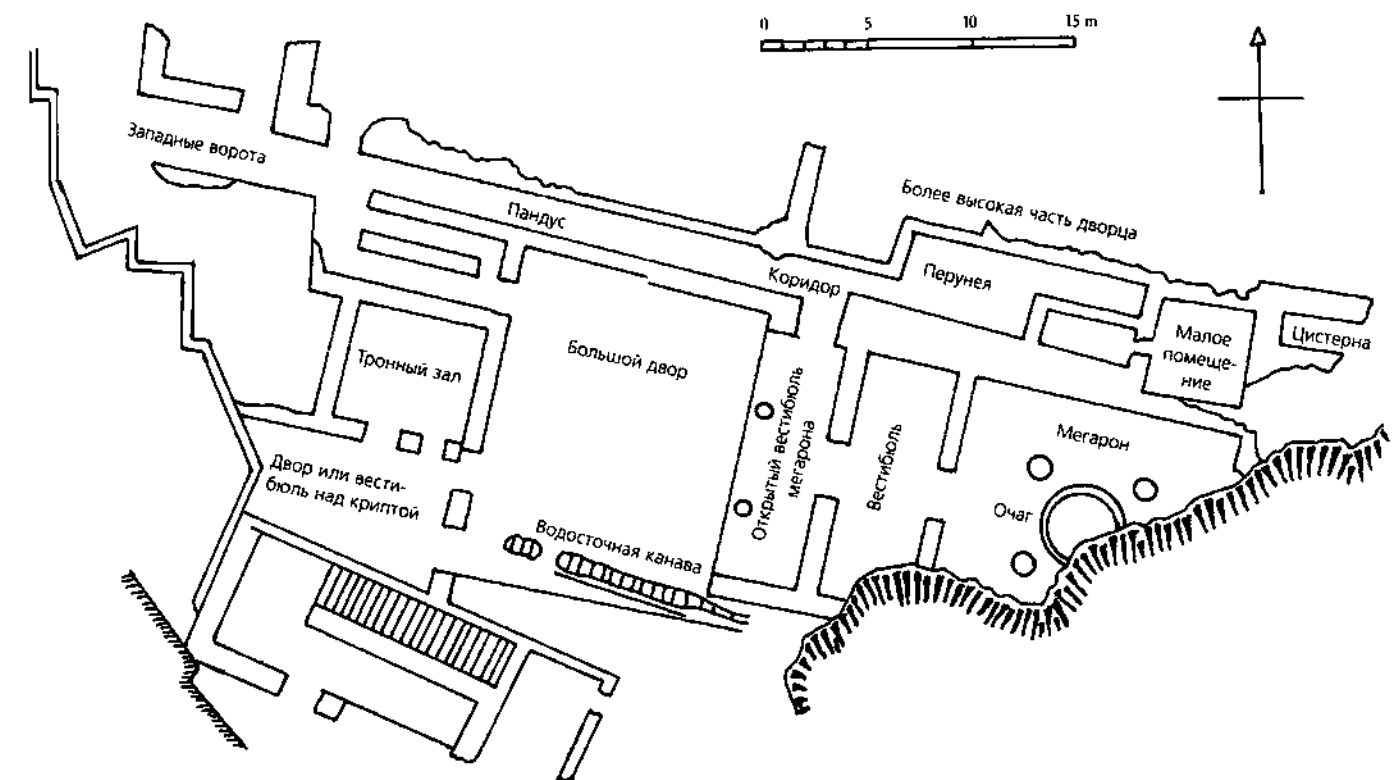 0 5 10 15 m
Западные ворота
Пандус
Более высокая часть дворца
Коридор
Перунея
Малое
помеще-
ние
Цистерна
Тронный зал
Большой двор
Открытый вестибюль
мегарона
Вестибюль
Мегарон
Очаг
Двор или вести-
бюль над криптой
Водосточная канава